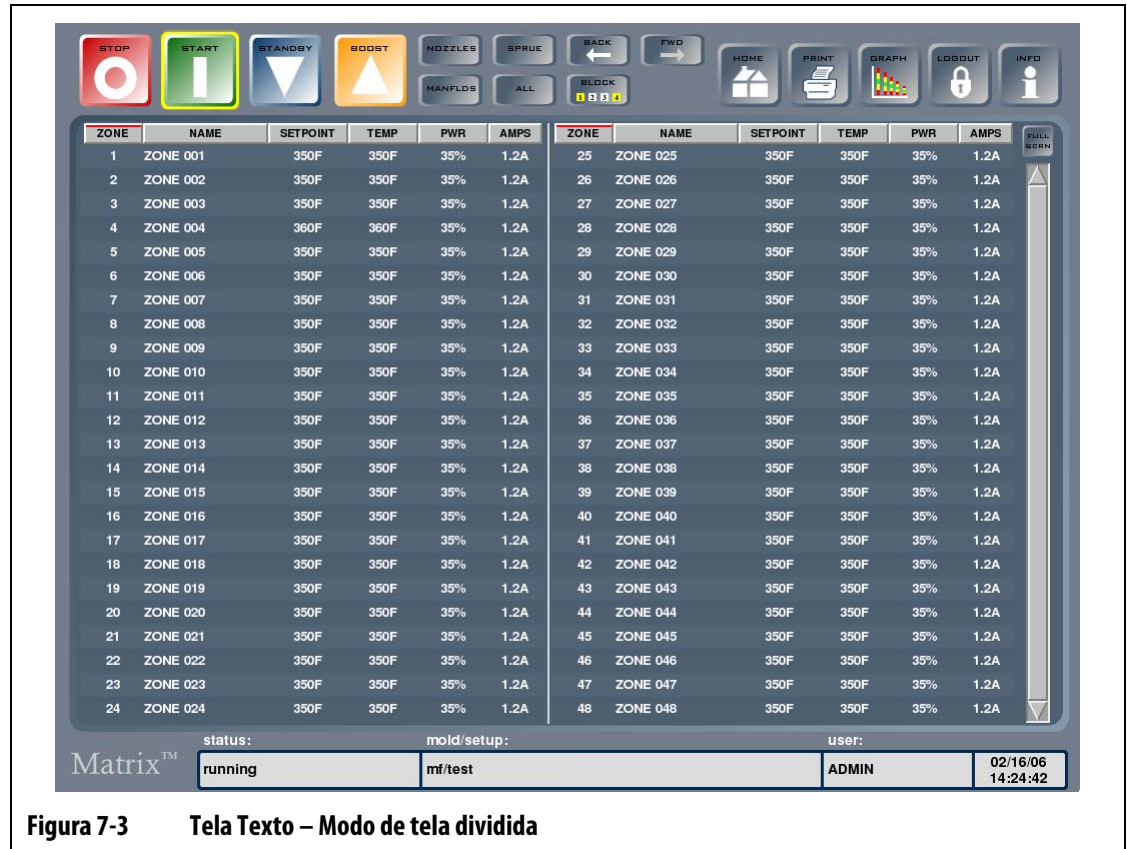 STOP START STANDBY BOOST NOZZLES SPRUE BACK FWD HOME PRINT GRAPH LOGOUT INFO
MANFLDS ALL BLOCK
1 2 3 4
ZONE NAME SETPOINT TEMP PWR AMPS ZONE NAME SETPOINT TEMP PWR AMPS FULL SCRN
1 ZONE 001 350F 350F 35% 1.2A 25 ZONE 025 350F 350F 35% 1.2A
2 ZONE 002 350F 350F 35% 1.2A 26 ZONE 026 350F 350F 35% 1.2A
3 ZONE 003 350F 350F 35% 1.2A 27 ZONE 027 350F 350F 35% 1.2A
4 ZONE 004 360F 360F 35% 1.2A 28 ZONE 028 350F 350F 35% 1.2A
5 ZONE 005 350F 350F 35% 1.2A 29 ZONE 029 350F 350F 35% 1.2A
6 ZONE 006 350F 350F 35% 1.2A 30 ZONE 030 350F 350F 35% 1.2A
7 ZONE 007 350F 350F 35% 1.2A 31 ZONE 031 350F 350F 35% 1.2A
8 ZONE 008 350F 350F 35% 1.2A 32 ZONE 032 350F 350F 35% 1.2A
9 ZONE 009 350F 350F 35% 1.2A 33 ZONE 033 350F 350F 35% 1.2A
10 ZONE 010 350F 350F 35% 1.2A 34 ZONE 034 350F 350F 35% 1.2A
11 ZONE 011 350F 350F 35% 1.2A 35 ZONE 035 350F 350F 35% 1.2A
12 ZONE 012 350F 350F 35% 1.2A 36 ZONE 036 350F 350F 35% 1.2A
13 ZONE 013 350F 350F 35% 1.2A 37 ZONE 037 350F 350F 35% 1.2A
14 ZONE 014 350F 350F 35% 1.2A 38 ZONE 038 350F 350F 35% 1.2A
15 ZONE 015 350F 350F 35% 1.2A 39 ZONE 039 350F 350F 35% 1.2A
16 ZONE 016 350F 350F 35% 1.2A 40 ZONE 040 350F 350F 35% 1.2A
17 ZONE 017 350F 350F 35% 1.2A 41 ZONE 041 350F 350F 35% 1.2A
18 ZONE 018 350F 350F 35% 1.2A 42 ZONE 042 350F 350F 35% 1.2A
19 ZONE 019 350F 350F 35% 1.2A 43 ZONE 043 350F 350F 35% 1.2A
20 ZONE 020 350F 350F 35% 1.2A 44 ZONE 044 350F 350F 35% 1.2A
21 ZONE 021 350F 350F 35% 1.2A 45 ZONE 045 350F 350F 35% 1.2A
22 ZONE 022 350F 350F 35% 1.2A 46 ZONE 046 350F 350F 35% 1.2A
23 ZONE 023 350F 350F 35% 1.2A 47 ZONE 047 350F 350F 35% 1.2A
24 ZONE 024 350F 350F 35% 1.2A 48 ZONE 048 350F 350F 35% 1.2A
status: mold/setup: user:
Matrix™ running mf/test ADMIN 02/16/06
14:24:42
Figura 7-3 Tela Texto – Modo de tela dividida